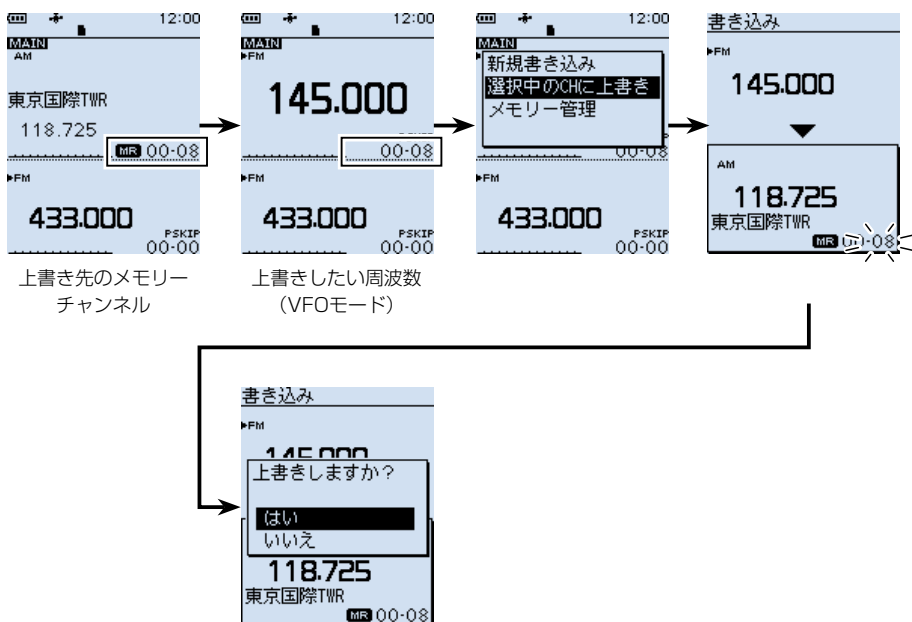 12:00
MAIN
AM
東京国際TWR
118.725
MR 00-08
▶FM
433.000
PSKIP
00-00
上書き先のメモリー
チャンネル
12:00
MAIN
▶FM
145.000
00-08
▶FM
433.000
PSKIP
00-00
上書きしたい周波数
（VFOモード）
12:00
MAIN
新規書き込み
選択中のCHに上書き
メモリー管理
00-08
▶FM
433.000
PSKIP
00-00
書き込み
▶FM
145.000
▼
AM
118.725
東京国際TWR
MR 00-08
書き込み
▶FM
145.000
上書きしますか？
はい
いいえ
118.725
東京国際TWR
MR 00-08